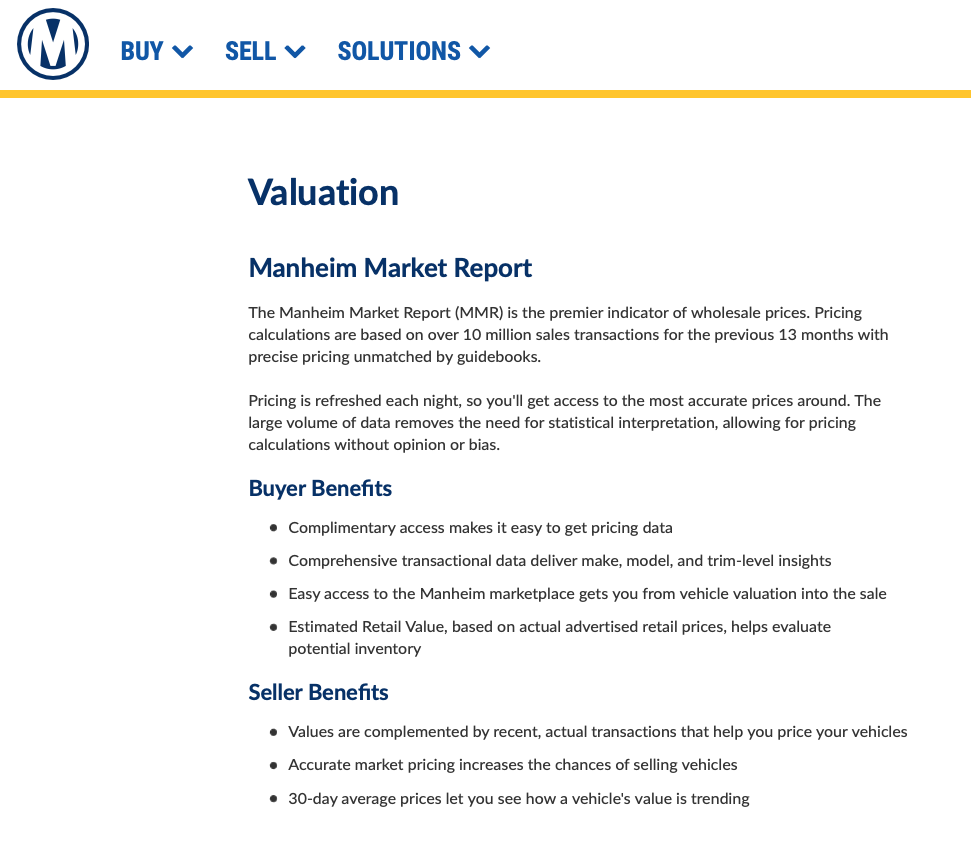 M
BUY
SELL
SOLUTIONS
Valuation
Manheim Market Report
The Manheim Market Report (MMR) is the premier indicator of wholesale prices. Pricing
calculations are based on over 10 million sales transactions for the previous 13 months with
precise pricing unmatched by guidebooks.
Pricing is refreshed each night, so you'll get access to the most accurate prices around. The
large volume of data removes the need for statistical interpretation, allowing for pricing
calculations without opinion or bias.
Buyer Benefits
Complimentary access makes it easy to get pricing data
Comprehensive transactional data deliver make, model, and trim-level insights
Easy access to the Manheim marketplace gets you from vehicle valuation into the sale
Estimated Retail Value, based on actual advertised retail prices, helps evaluate
potential inventory
Seller Benefits
Values are complemented by recent, actual transactions that help you price your vehicles
Accurate market pricing increases the chances of selling vehicles
30-day average prices let you see how a vehicle's value is trending